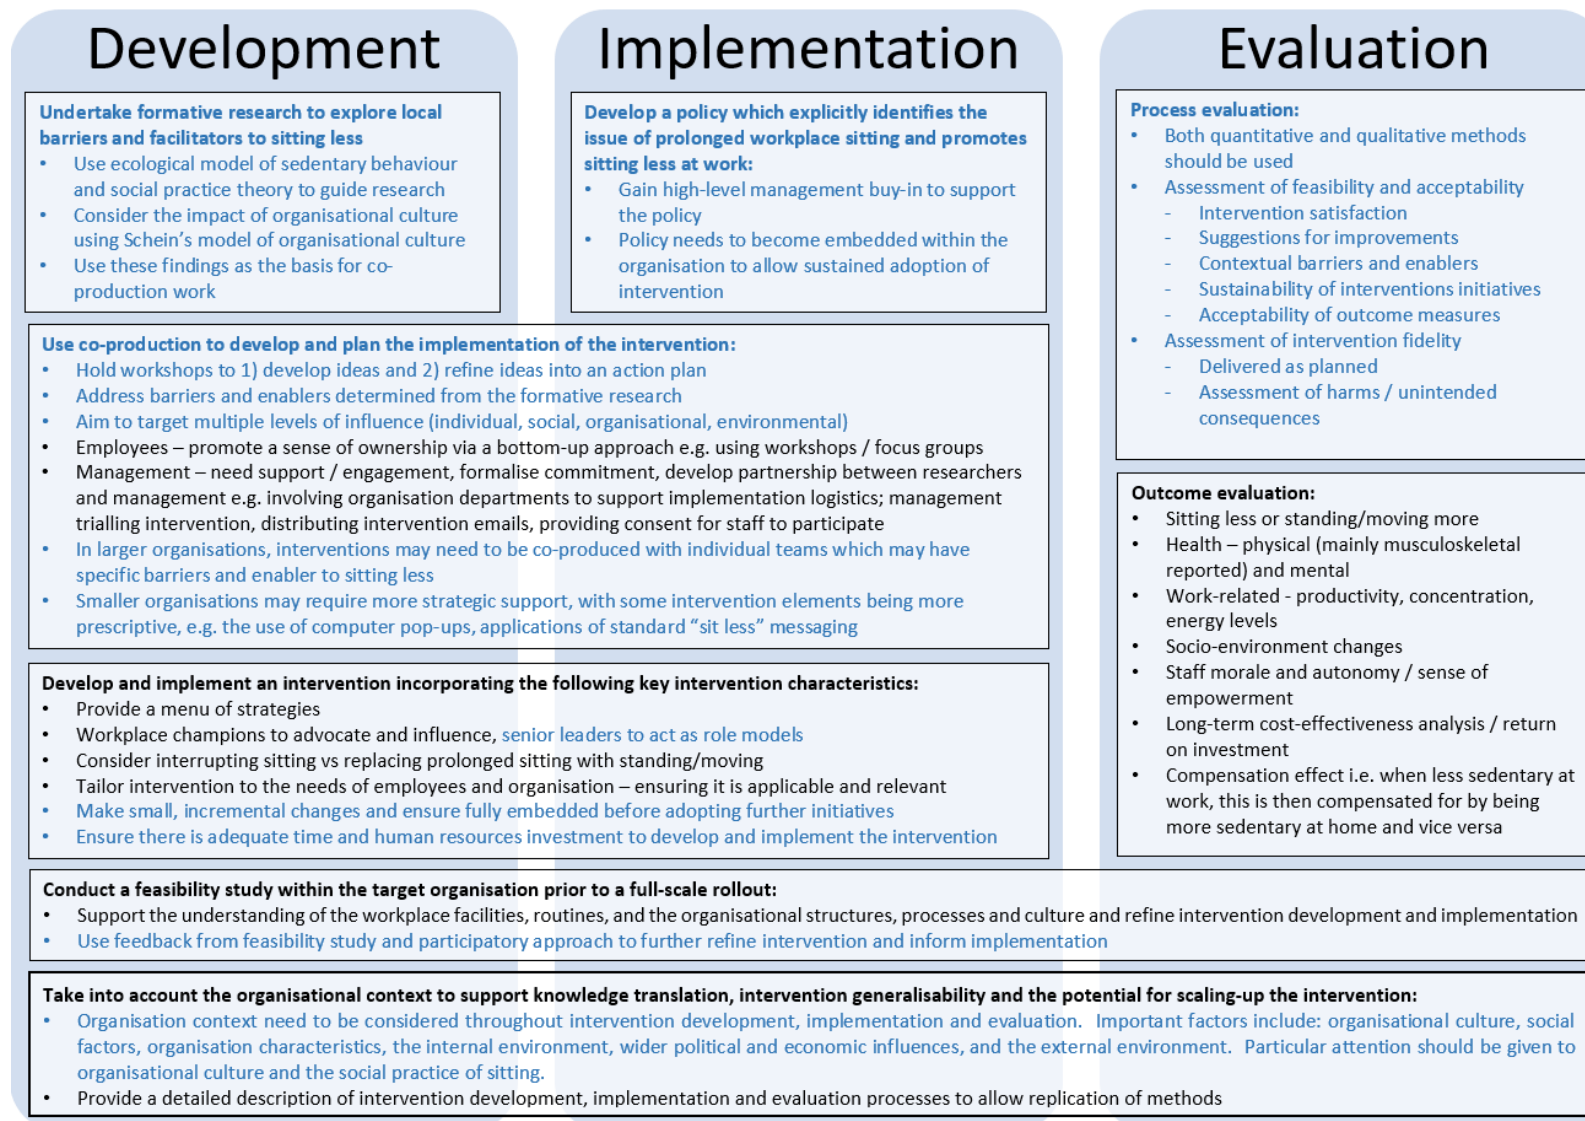 Development
Implementation
Evaluation
Undertake formative research to explore local
barriers and facilitators to sitting less
• Use ecological model of sedentary behaviour
and social practice theory to guide research
• Consider the impact of organisational culture
using Schein's model of organisational culture
• Use these findings as the basis for co-
production work
Develop a policy which explicitly identifies the
issue of prolonged workplace sitting and promotes
sitting less at work:
• Gain high-level management buy-in to support
the policy
• Policy needs to become embedded within the
organisation to allow sustained adoption of
intervention
Process evaluation:
• Both quantitative and qualitative methods
should be used
• Assessment of feasibility and acceptability
- Intervention satisfaction
- Suggestions for improvements
- Contextual barriers and enablers
- Sustainability of interventions initiatives
- Acceptability of outcome measures
• Assessment of intervention fidelity
- Delivered as planned
- Assessment of harms / unintended
consequences
Use co-production to develop and plan the implementation of the intervention:
• Hold workshops to 1) develop ideas and 2) refine ideas into an action plan
• Address barriers and enablers determined from the formative research
• Aim to target multiple levels of influence (individual, social, organisational, environmental)
• Employees – promote a sense of ownership via a bottom-up approach e.g. using workshops / focus groups
• Management – need support / engagement, formalise commitment, develop partnership between researchers
and management e.g. involving organisation departments to support implementation logistics; management
trialling intervention, distributing intervention emails, providing consent for staff to participate
• In larger organisations, interventions may need to be co-produced with individual teams which may have
specific barriers and enabler to sitting less
• Smaller organisations may require more strategic support, with some intervention elements being more
prescriptive, e.g. the use of computer pop-ups, applications of standard “sit less” messaging
Outcome evaluation:
• Sitting less or standing/moving more
• Health – physical (mainly musculoskeletal
reported) and mental
• Work-related - productivity, concentration,
energy levels
• Socio-environment changes
• Staff morale and autonomy / sense of
empowerment
• Long-term cost-effectiveness analysis / return
on investment
• Compensation effect i.e. when less sedentary at
work, this is then compensated for by being
more sedentary at home and vice versa
Develop and implement an intervention incorporating the following key intervention characteristics:
• Provide a menu of strategies
• Workplace champions to advocate and influence, senior leaders to act as role models
• Consider interrupting sitting vs replacing prolonged sitting with standing/moving
• Tailor intervention to the needs of employees and organisation – ensuring it is applicable and relevant
• Make small, incremental changes and ensure fully embedded before adopting further initiatives
• Ensure there is adequate time and human resources investment to develop and implement the intervention
Conduct a feasibility study within the target organisation prior to a full-scale rollout:
• Support the understanding of the workplace facilities, routines, and the organisational structures, processes and culture and refine intervention development and implementation
• Use feedback from feasibility study and participatory approach to further refine intervention and inform implementation
Take into account the organisational context to support knowledge translation, intervention generalisability and the potential for scaling-up the intervention:
• Organisation context need to be considered throughout intervention development, implementation and evaluation. Important factors include: organisational culture, social
factors, organisation characteristics, the internal environment, wider political and economic influences, and the external environment. Particular attention should be given to
organisational culture and the social practice of sitting.
• Provide a detailed description of intervention development, implementation and evaluation processes to allow replication of methods